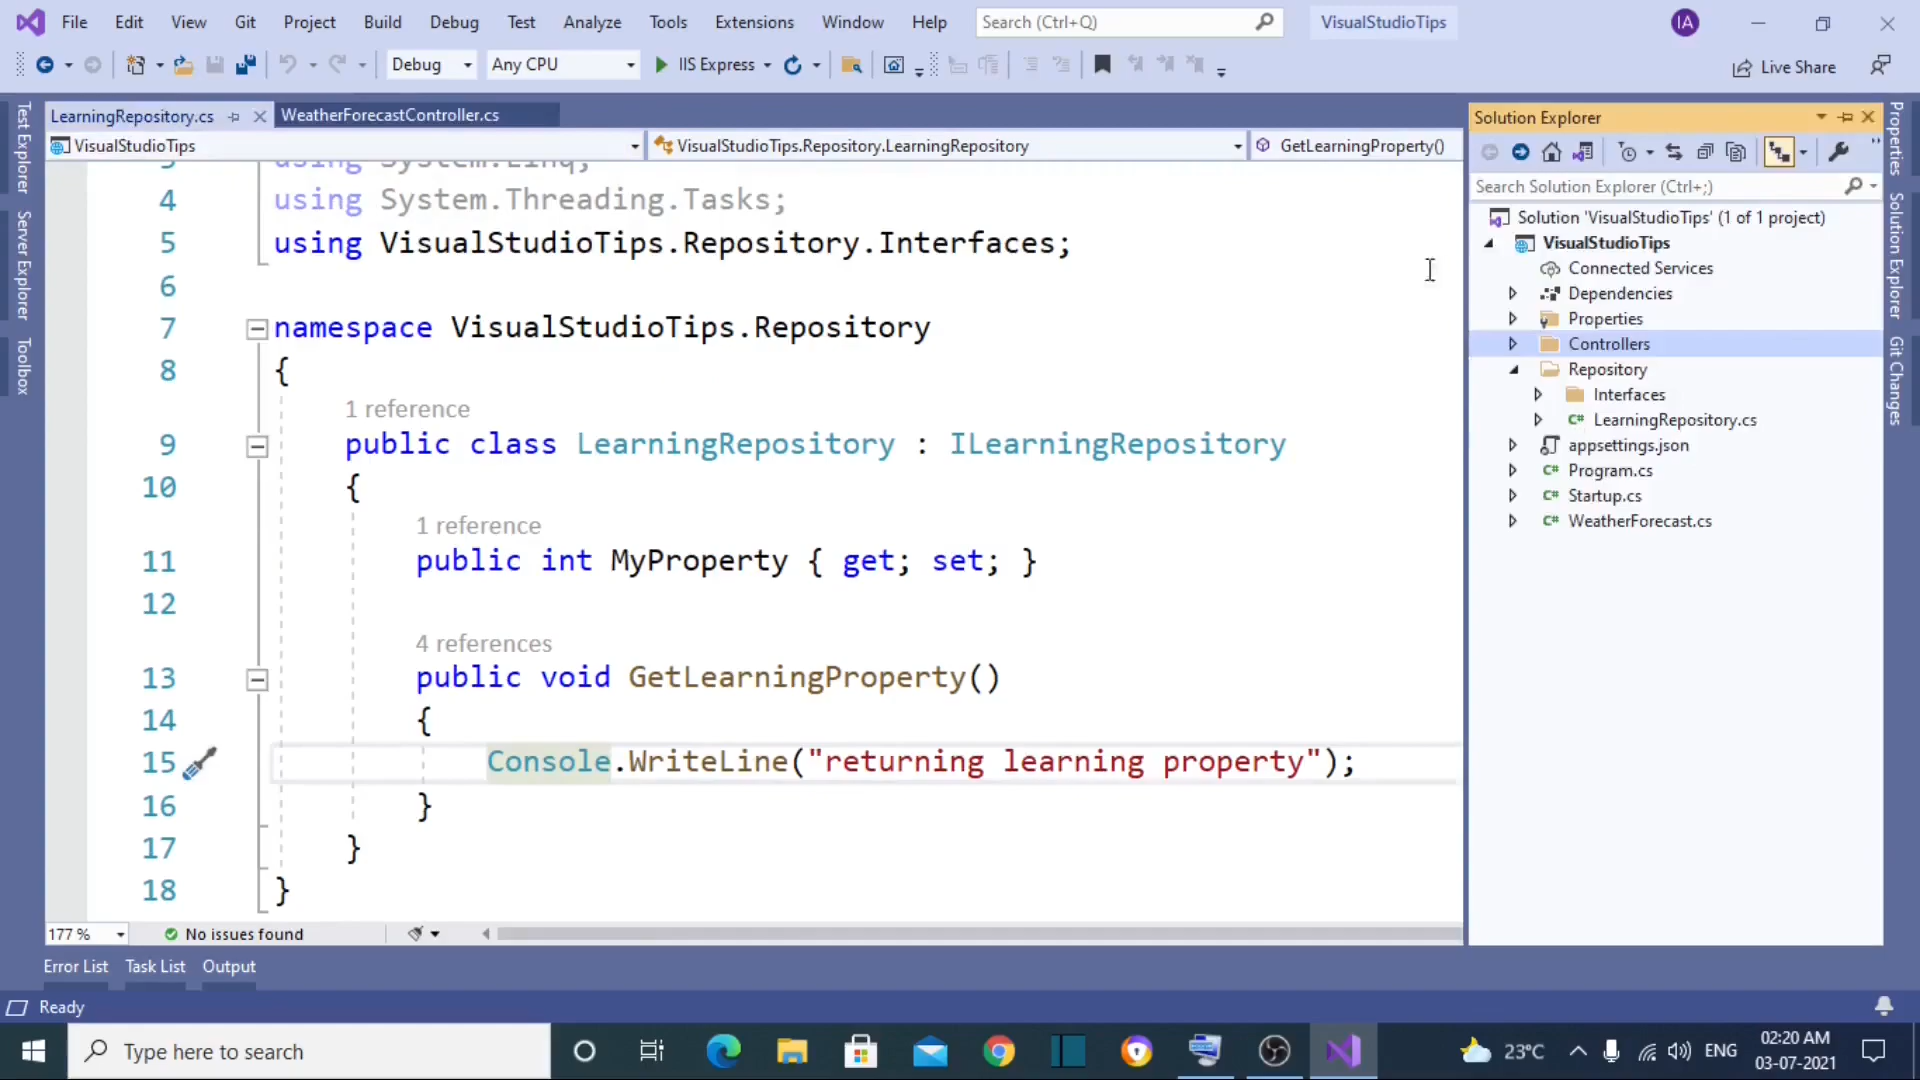 File Edit View Git Project Build Debug Test Analyze Tools Extensions Window Help Search (Ctrl+Q) VisualStudioTips IA
Debug Any CPU IIS Express Live Share
LearningRepository.cs WeatherForecastController.cs
VisualStudioTips VisualStudioTips.Repository.LearningRepository GetLearningProperty()
Test Explorer
Server Explorer
Toolbox
3 using System.Linq;
4 using System.Threading.Tasks;
5 using VisualStudioTips.Repository.Interfaces;
6
7 namespace VisualStudioTips.Repository
8 {
1 reference
9 public class LearningRepository : ILearningRepository
10 {
1 reference
11 public int MyProperty { get; set; }
12
4 references
13 public void GetLearningProperty()
14 {
15 Console.WriteLine("returning learning property");
16 }
17 }
18 }
177 % No issues found
Solution Explorer
Search Solution Explorer (Ctrl+;)
Solution 'VisualStudioTips' (1 of 1 project)
VisualStudioTips
Connected Services
Dependencies
Properties
Controllers
Repository
Interfaces
C# LearningRepository.cs
appsettings.json
C# Program.cs
C# Startup.cs
C# WeatherForecast.cs
Properties
Solution Explorer
Git Changes
Error List Task List Output
Ready
Type here to search 23°C ENG 02:20 AM
03-07-2021